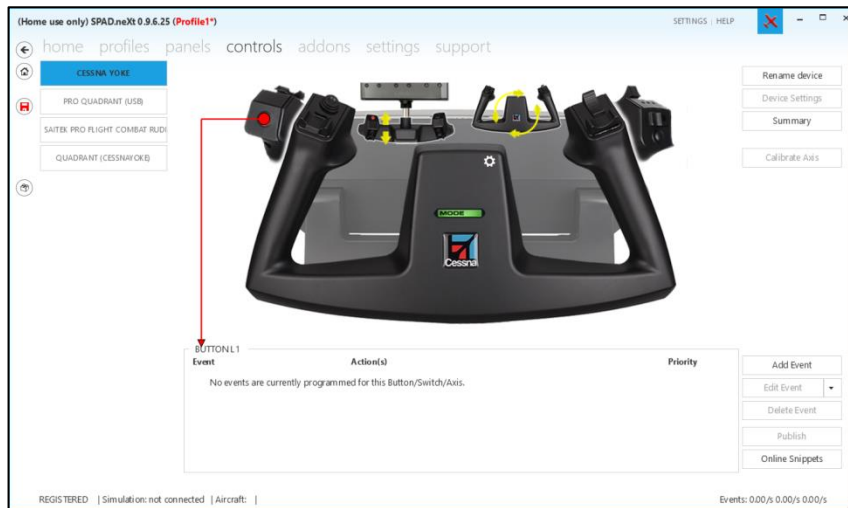 (Home use only) SPAD.neXt 0.9.6.25 (Profile1*)
SETTINGS | HELP
home profiles panels controls addons settings support
CESSNA YOKE
PRO QUADRANT (USB)
SAITEK PRO FLIGHT COMBAT RUDI
QUADRANT (CESSNAYOKE)
Rename device
Device Settings
Summary
Calibrate Axis
MODE
Cessna
BUTTON L1
Event Action(s) Priority
No events are currently programmed for this Button/Switch/Axis.
Add Event
Edit Event
Delete Event
Publish
Online Snippets
REGISTERED | Simulation: not connected | Aircraft: |
Events: 0.00/s 0.00/s 0.00/s